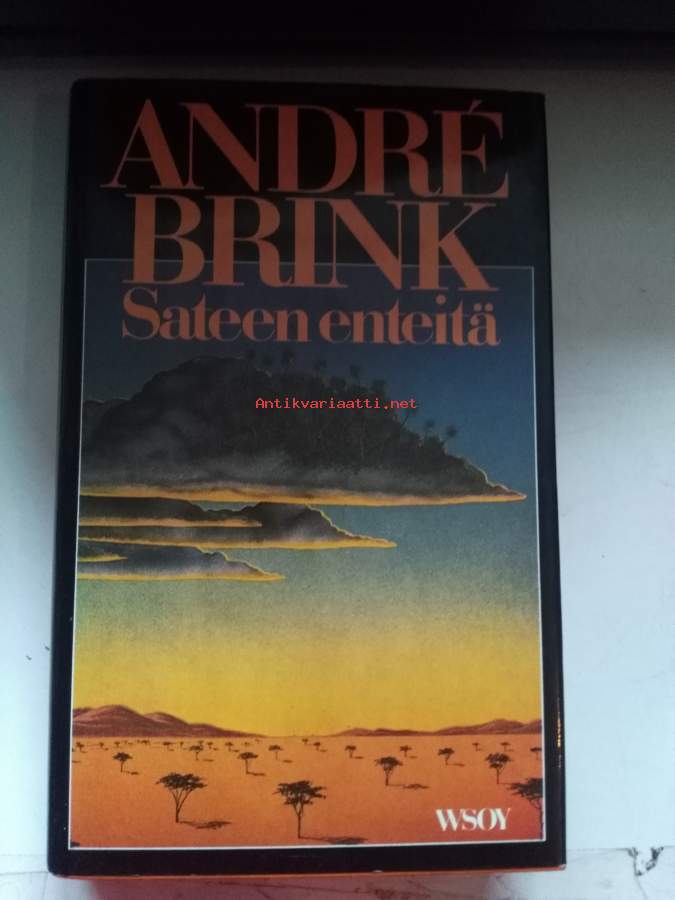 ANDRÉ
BRINK
Sateen enteitä
Antikvariaatti.net
WSOY